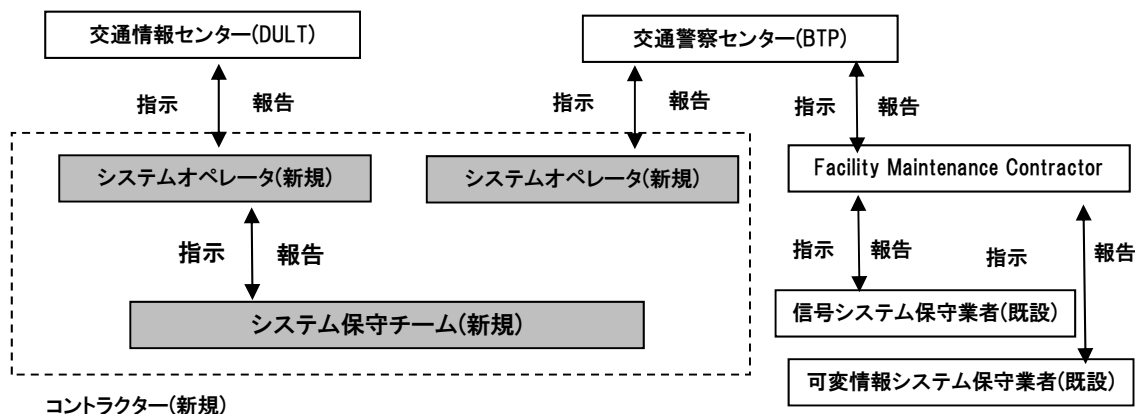 交通情報センター(DULT)
交通警察センター(BTP)
指示 報告
指示 報告
指示 報告
システムオペレータ(新規)
システムオペレータ(新規)
Facility Maintenance Contractor
指示 報告
指示 報告
指示 報告
システム保守チーム(新規)
信号システム保守業者(既設)
可変情報システム保守業者(既設)
コントラクター(新規)